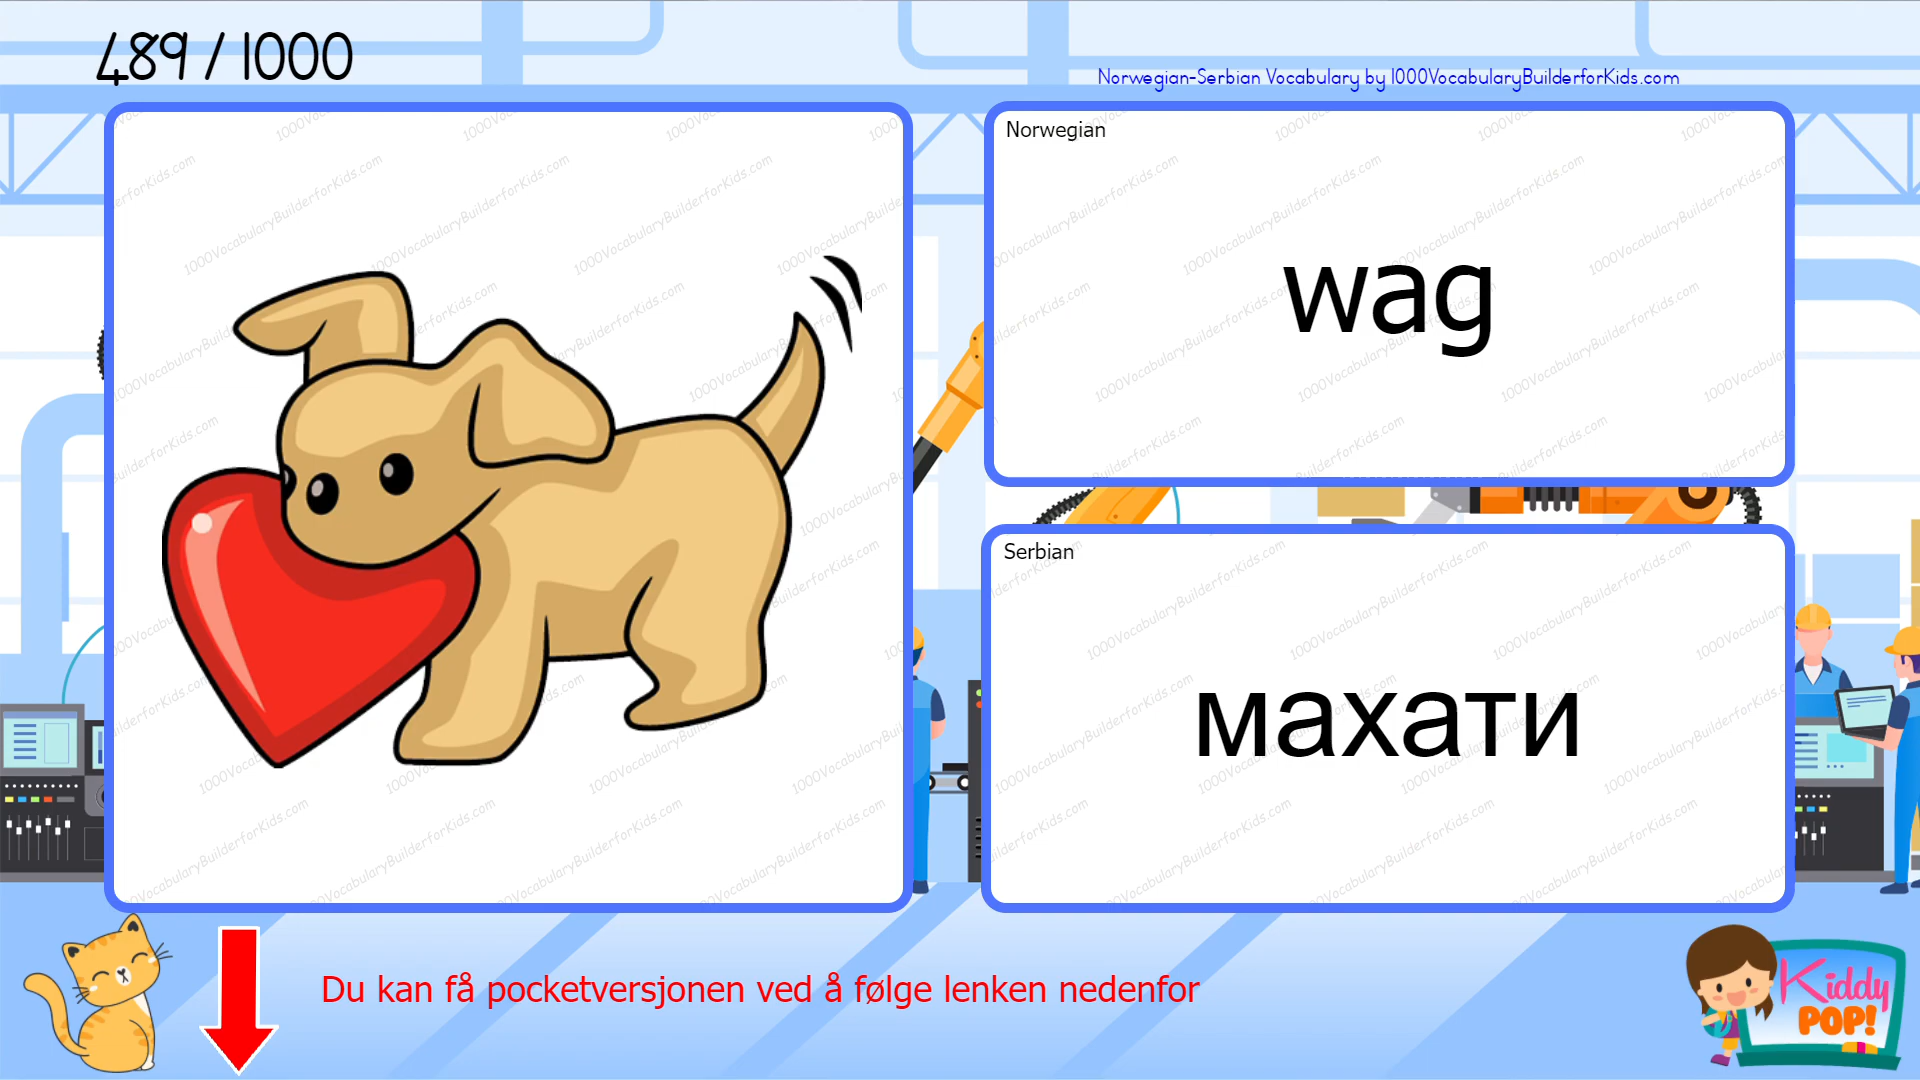 489 / 1000
Norwegian-Serbian Vocabulary by 1000VocabularyBuilderforKids.com
Norwegian
wag
Serbian
махати
Du kan få pocketversjonen ved å følge lenken nedenfor
Kiddy
POP!